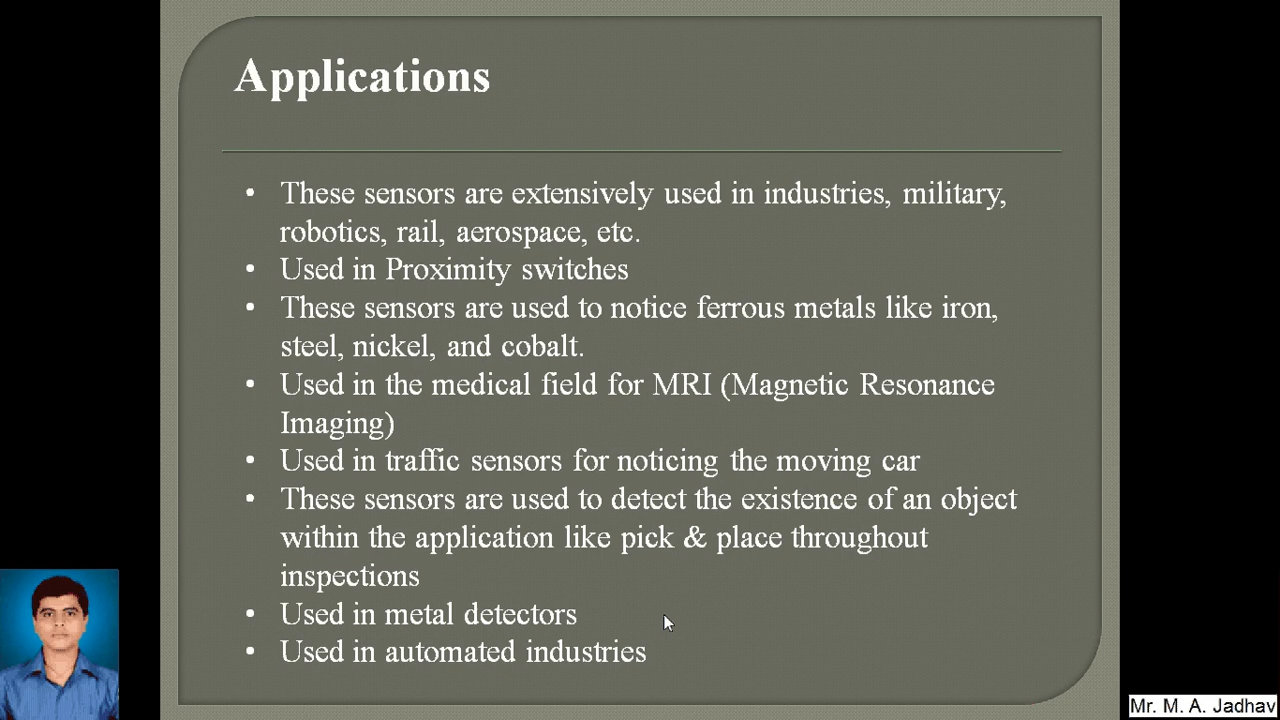 Applications
• These sensors are extensively used in industries, military,
robotics, rail, aerospace, etc.
• Used in Proximity switches
• These sensors are used to notice ferrous metals like iron,
steel, nickel, and cobalt.
• Used in the medical field for MRI (Magnetic Resonance
Imaging)
• Used in traffic sensors for noticing the moving car
• These sensors are used to detect the existence of an object
within the application like pick & place throughout
inspections
• Used in metal detectors
• Used in automated industries
Mr. M. A. Jadhav